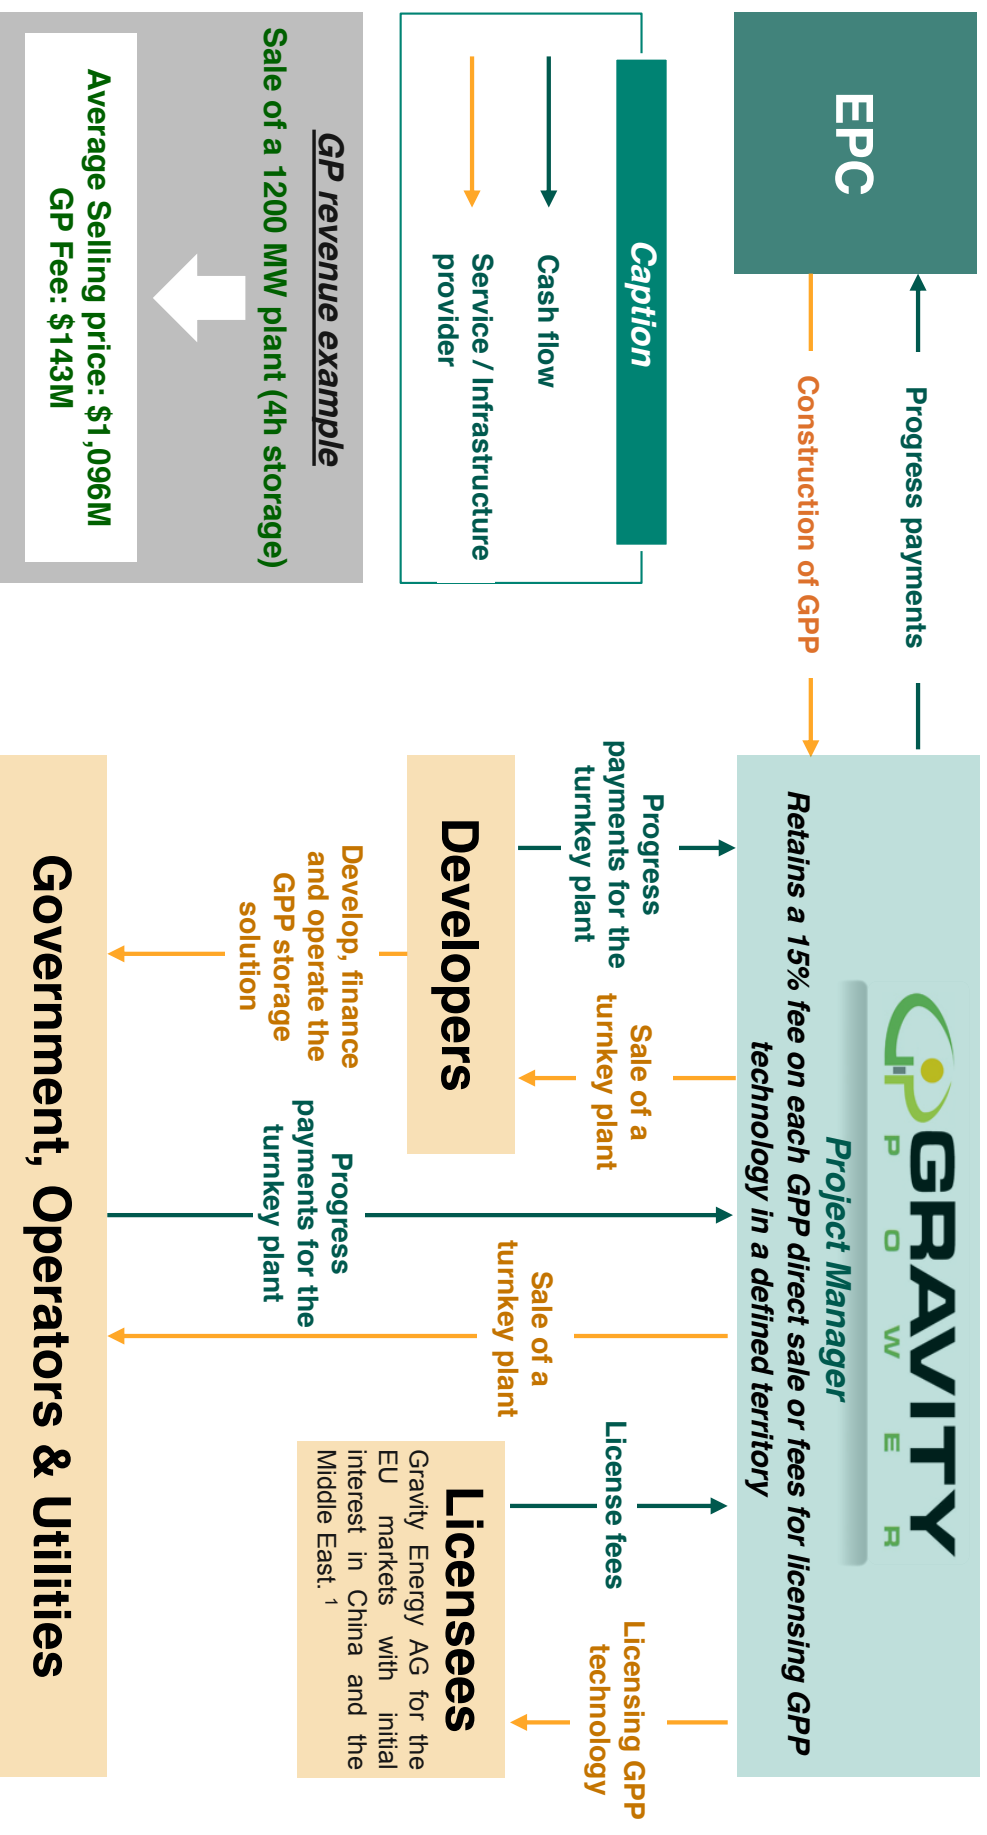 EPC
Progress payments
Construction of GPP
GRAVITY
POWER
Project Manager
Retains a 15% fee on each GPP direct sale or fees for licensing GPP
technology in a defined territory
Caption
Cash flow
Service / Infrastructure
provider
Progress
payments for the
turnkey plant
Sale of a
turnkey plant
Developers
Develop, finance
and operate the
GPP storage
solution
Progress
payments for the
turnkey plant
Sale of a
turnkey plant
License fees
Licensing GPP
technology
Licensees
Gravity Energy AG for the
EU markets with initial
interest in China and the
Middle East. ¹
GP revenue example
Sale of a 1200 MW plant (4h storage)
Average Selling price: $1,096M
GP Fee: $143M
Government, Operators & Utilities